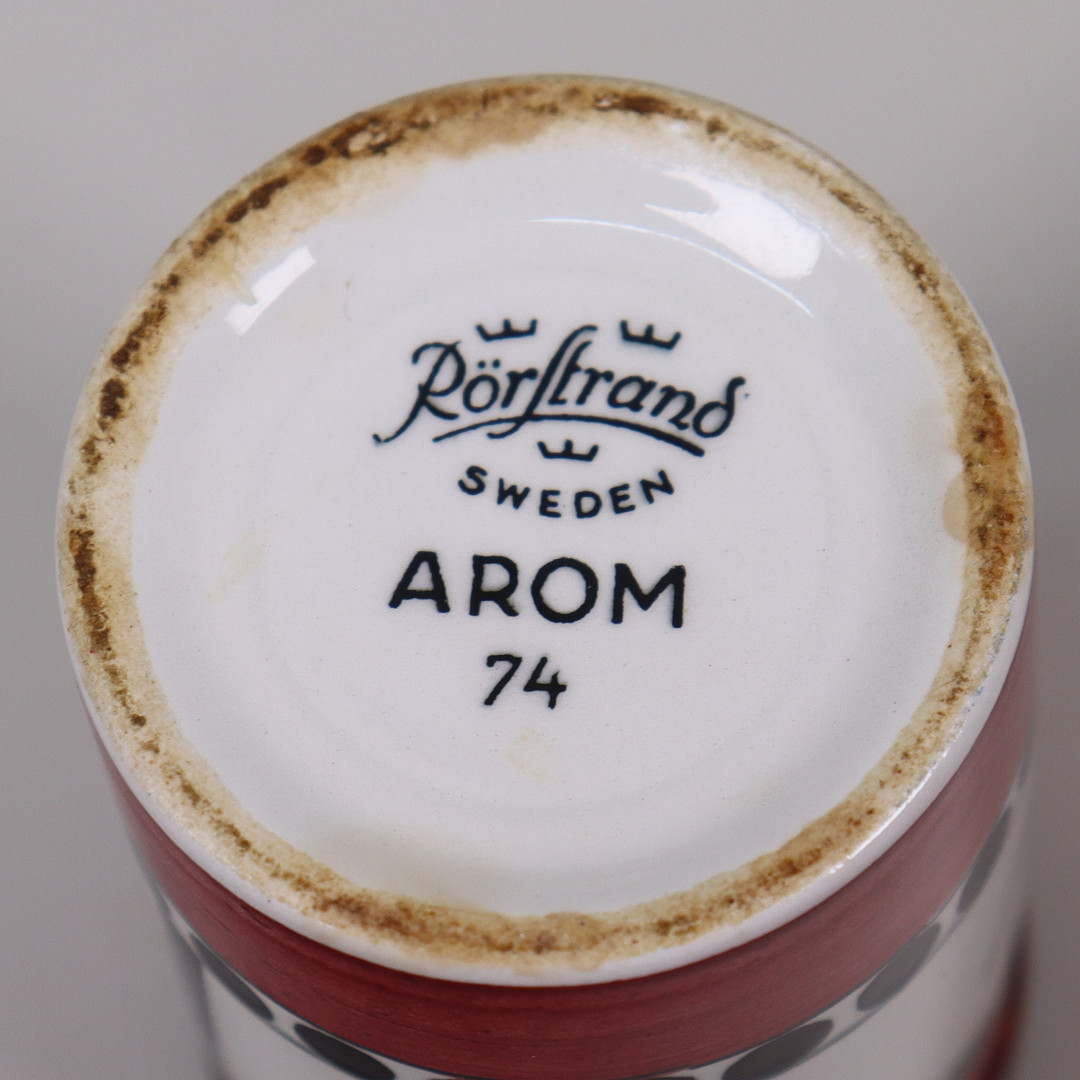 Rörstrand
SWEDEN
AROM
74